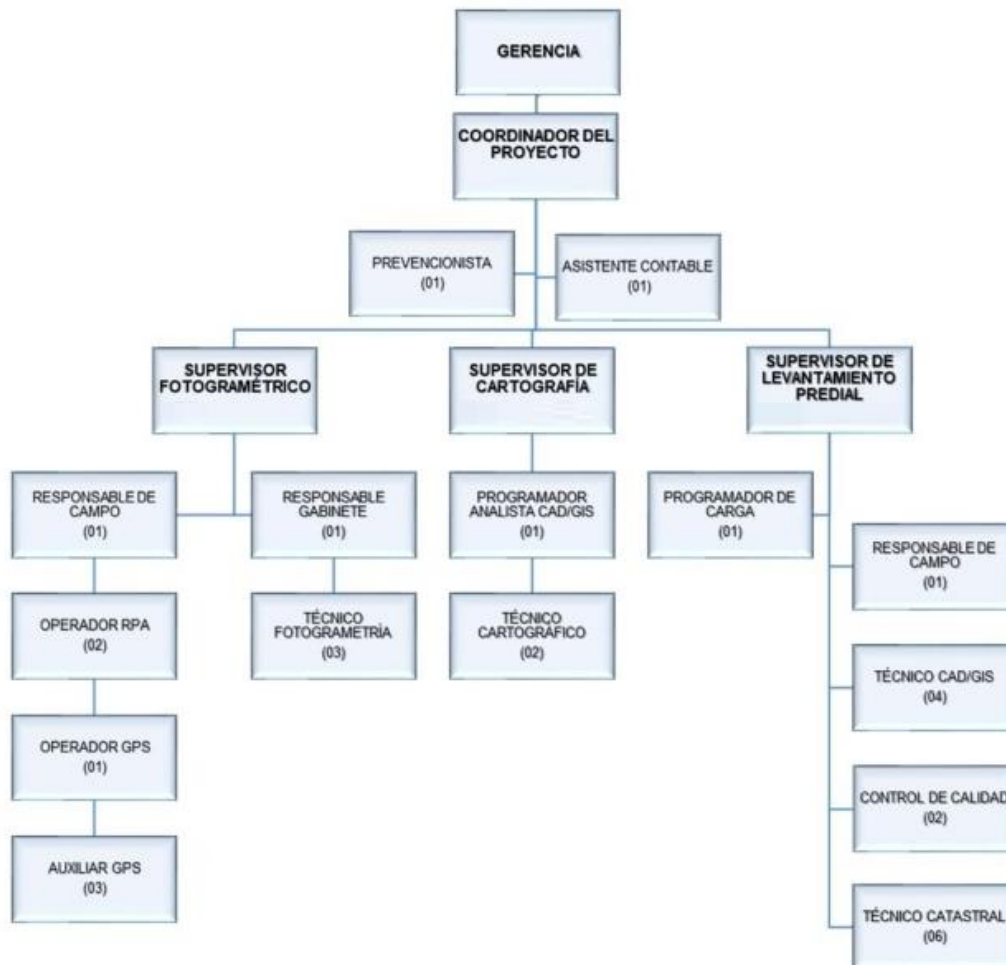 GERENCIA
COORDINADOR DEL
PROYECTO
PREVENCIONISTA
(01)
ASISTENTE CONTABLE
(01)
SUPERVISOR
FOTOGRAMÉTRICO
SUPERVISOR DE
CARTOGRAFÍA
SUPERVISOR DE
LEVANTAMIENTO
PREDIAL
RESPONSABLE DE
CAMPO
(01)
RESPONSABLE
GABINETE
(01)
PROGRAMADOR
ANALISTA CAD/GIS
(01)
PROGRAMADOR DE
CARGA
(01)
RESPONSABLE DE
CAMPO
(01)
OPERADOR RPA
(02)
TÉCNICO
FOTOGRAMETRÍA
(03)
TÉCNICO
CARTOGRÁFICO
(02)
TÉCNICO CAD/GIS
(04)
OPERADOR GPS
(01)
CONTROL DE CALIDAD
(02)
AUXILIAR GPS
(03)
TÉCNICO CATASTRAL
(06)